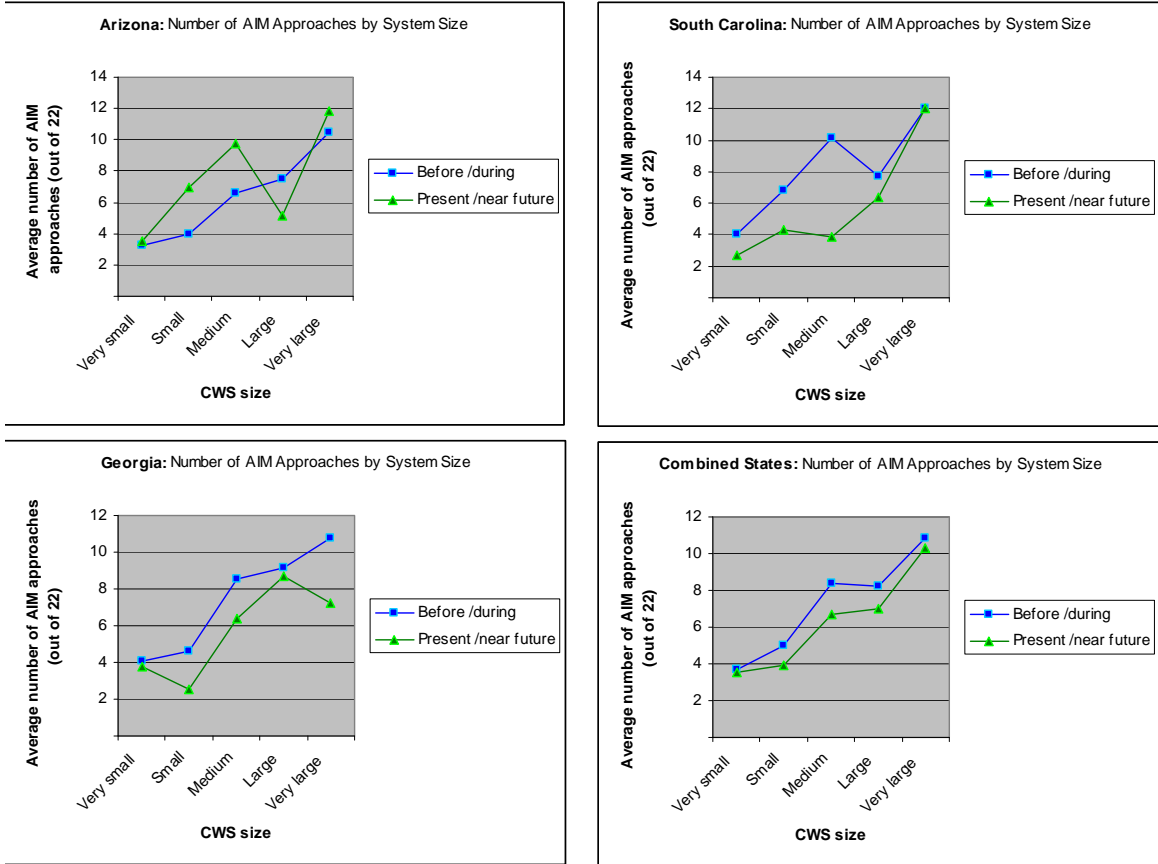 Arizona: Number of AIM Approaches by System Size
Average number of AIM
approaches (out of 22)
14
12
10
8
6
4
2
Very small
Small
Medium
Large
Very large
CWS size
Before /during
Present /near future
South Carolina: Number of AIM Approaches by System Size
Average number of AIM approaches
(out of 22)
14
12
10
8
6
4
2
Very small
Small
Medium
Large
Very large
CWS size
Before /during
Present /near future
Georgia: Number of AIM Approaches by System Size
Average number of AIM approaches
(out of 22)
12
10
8
6
4
2
Very small
Small
Medium
Large
Very large
CWS size
Before /during
Present /near future
Combined States: Number of AIM Approaches by System Size
Average number of AIM approaches
(out of 22)
12
10
8
6
4
2
Very small
Small
Medium
Large
Very large
CWS size
Before /during
Present /near future